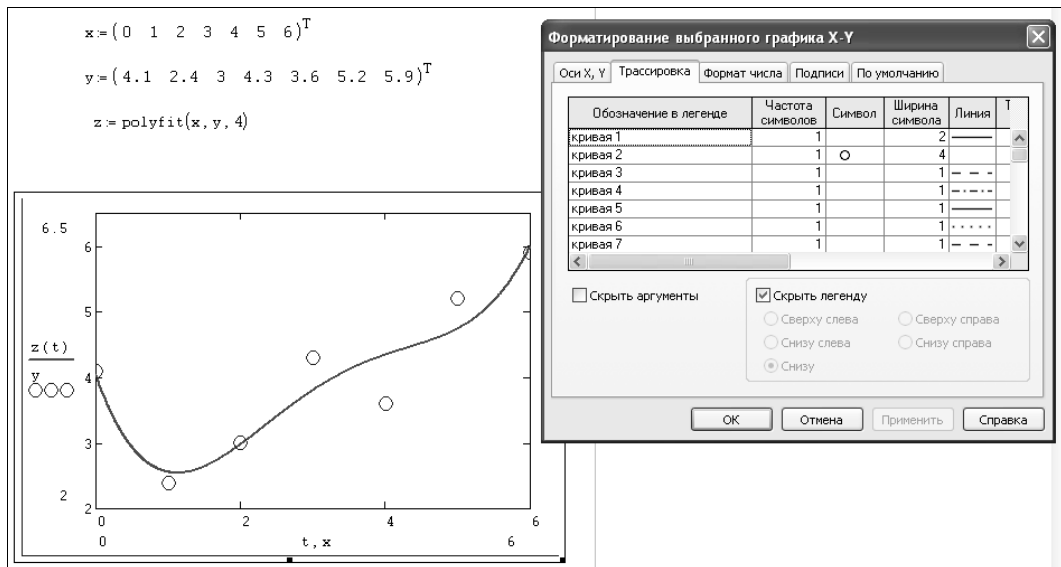 x:=(0 1 2 3 4 5 6)ᵀ
y:=(4.1 2.4 3 4.3 3.6 5.2 5.9)ᵀ
z:=polyfit(x,y,4)
6.5
z(t)
y
2
6
5
4
3
2
0 2 4 6
0 t,x 6
Форматирование выбранного графика X-Y
Оси X, Y Трассировка Формат числа Подписи По умолчанию
Обозначение в легенде Частота символов Символ Ширина символа Линия Т
кривая 1 1 2
кривая 2 1 4
кривая 3 1 1
кривая 4 1 1
кривая 5 1 1
кривая 6 1 1
кривая 7 1 1
Скрыть аргументы
Скрыть легенду
Сверху слева Сверху справа
Снизу слева Снизу справа
Снизу
ОК Отмена Применить Справка